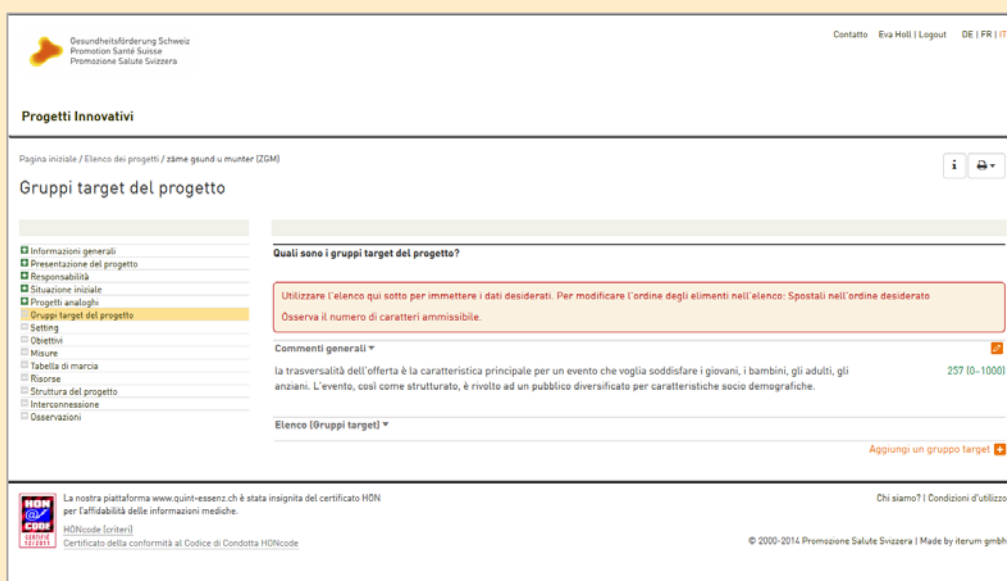 Gesundheitsförderung Schweiz
Promotion Santé Suisse
Promozione Salute Svizzera
Contatto Eva Holl | Logout DE | FR | IT
Progetti Innovativi
Pagina iniziale / Elenco dei progetti / zäme gsund u munter (ZGM)
Gruppi target del progetto
Informazioni generali
Presentazione del progetto
Responsabilità
Situazione iniziale
Progetti analoghi
Gruppi target del progetto
Setting
Obiettivi
Misure
Tabella di marcia
Risorse
Struttura del progetto
Interconnessione
Osservazioni
Quali sono i gruppi target del progetto?
Utilizzare l'elenco qui sotto per immettere i dati desiderati. Per modificare l'ordine degli elementi nell'elenco: Spostali nell'ordine desiderato
Osserva il numero di caratteri ammissibile.
Commenti generali
la trasversalità dell'offerta è la caratteristica principale per un evento che voglia soddisfare i giovani, i bambini, gli adulti, gli
anziani. L'evento, così come strutturato, è rivolto ad un pubblico diversificato per caratteristiche socio demografiche.
257 (0-1000)
Elenco (Gruppi target)
Aggiungi un gruppo target
HON
@/
CODE
CERTIFIÉ
12/2011
La nostra piattaforma www.quint-essenz.ch è stata insignita del certificato HON
per l'affidabilità delle informazioni mediche.
HONcode (criteri)
Certificato della conformità al Codice di Condotta HONcode
Chi siamo? | Condizioni d'utilizzo
© 2000-2014 Promozione Salute Svizzera | Made by iterum gmbh